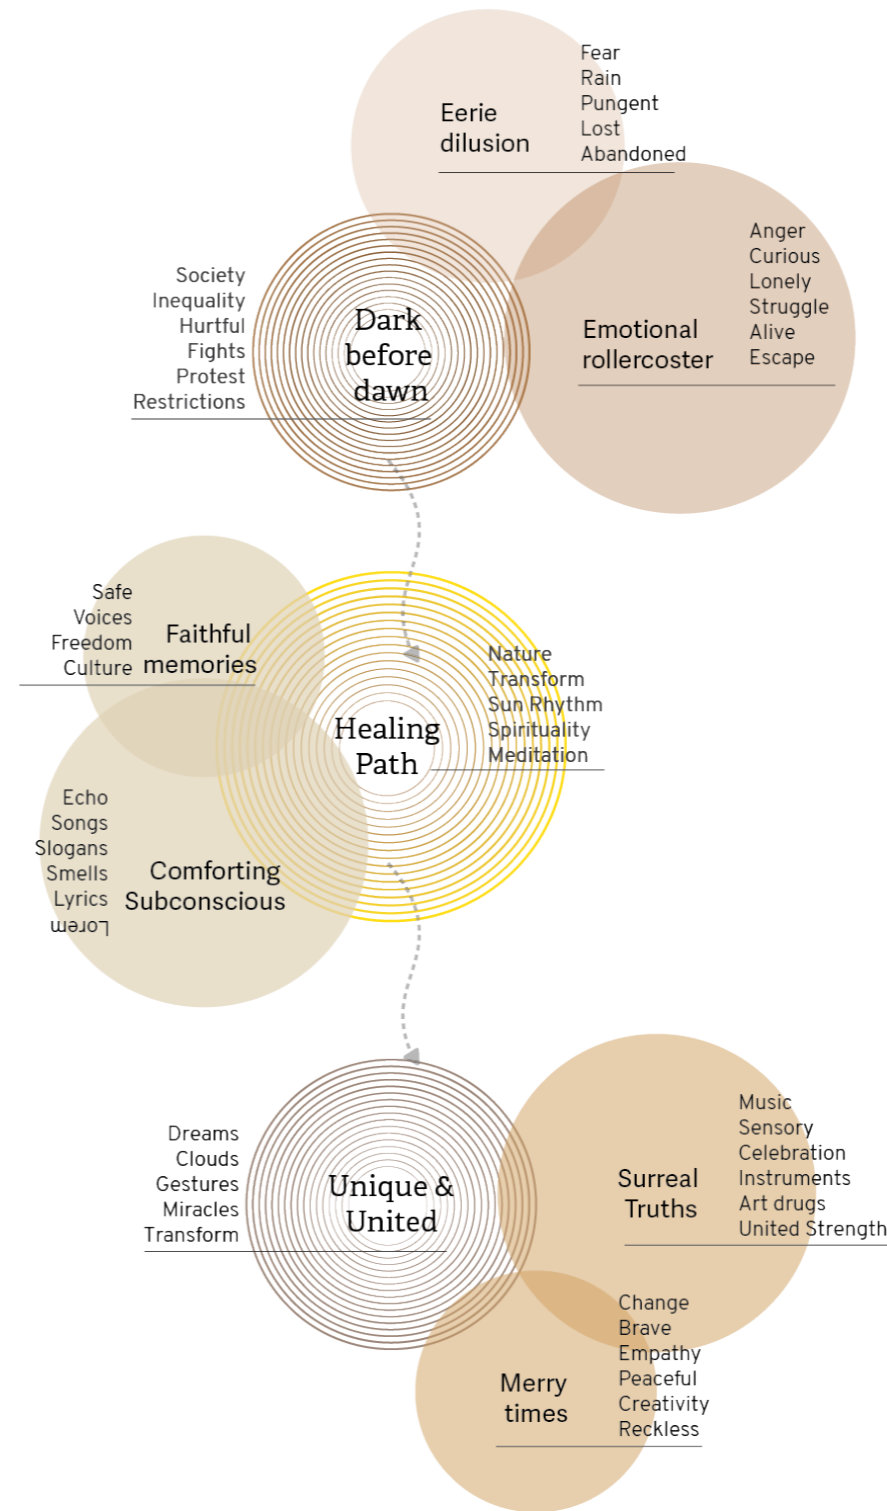 Eerie
dilusion
Fear
Rain
Pungent
Lost
Abandoned
Emotional
rollercoster
Anger
Curious
Lonely
Struggle
Alive
Escape
Society
Inequality
Hurtful
Fights
Protest
Restrictions
Dark
before
dawn
Safe
Voices
Freedom
Culture
Faithful
memories
Healing
Path
Nature
Transform
Sun Rhythm
Spirituality
Meditation
Echo
Songs
Slogans
Smells
Lyrics
Lorem
Comforting
Subconscious
Dreams
Clouds
Gestures
Miracles
Transform
Unique &
United
Surreal
Truths
Music
Sensory
Celebration
Instruments
Art drugs
United Strength
Merry
times
Change
Brave
Empathy
Peaceful
Creativity
Reckless